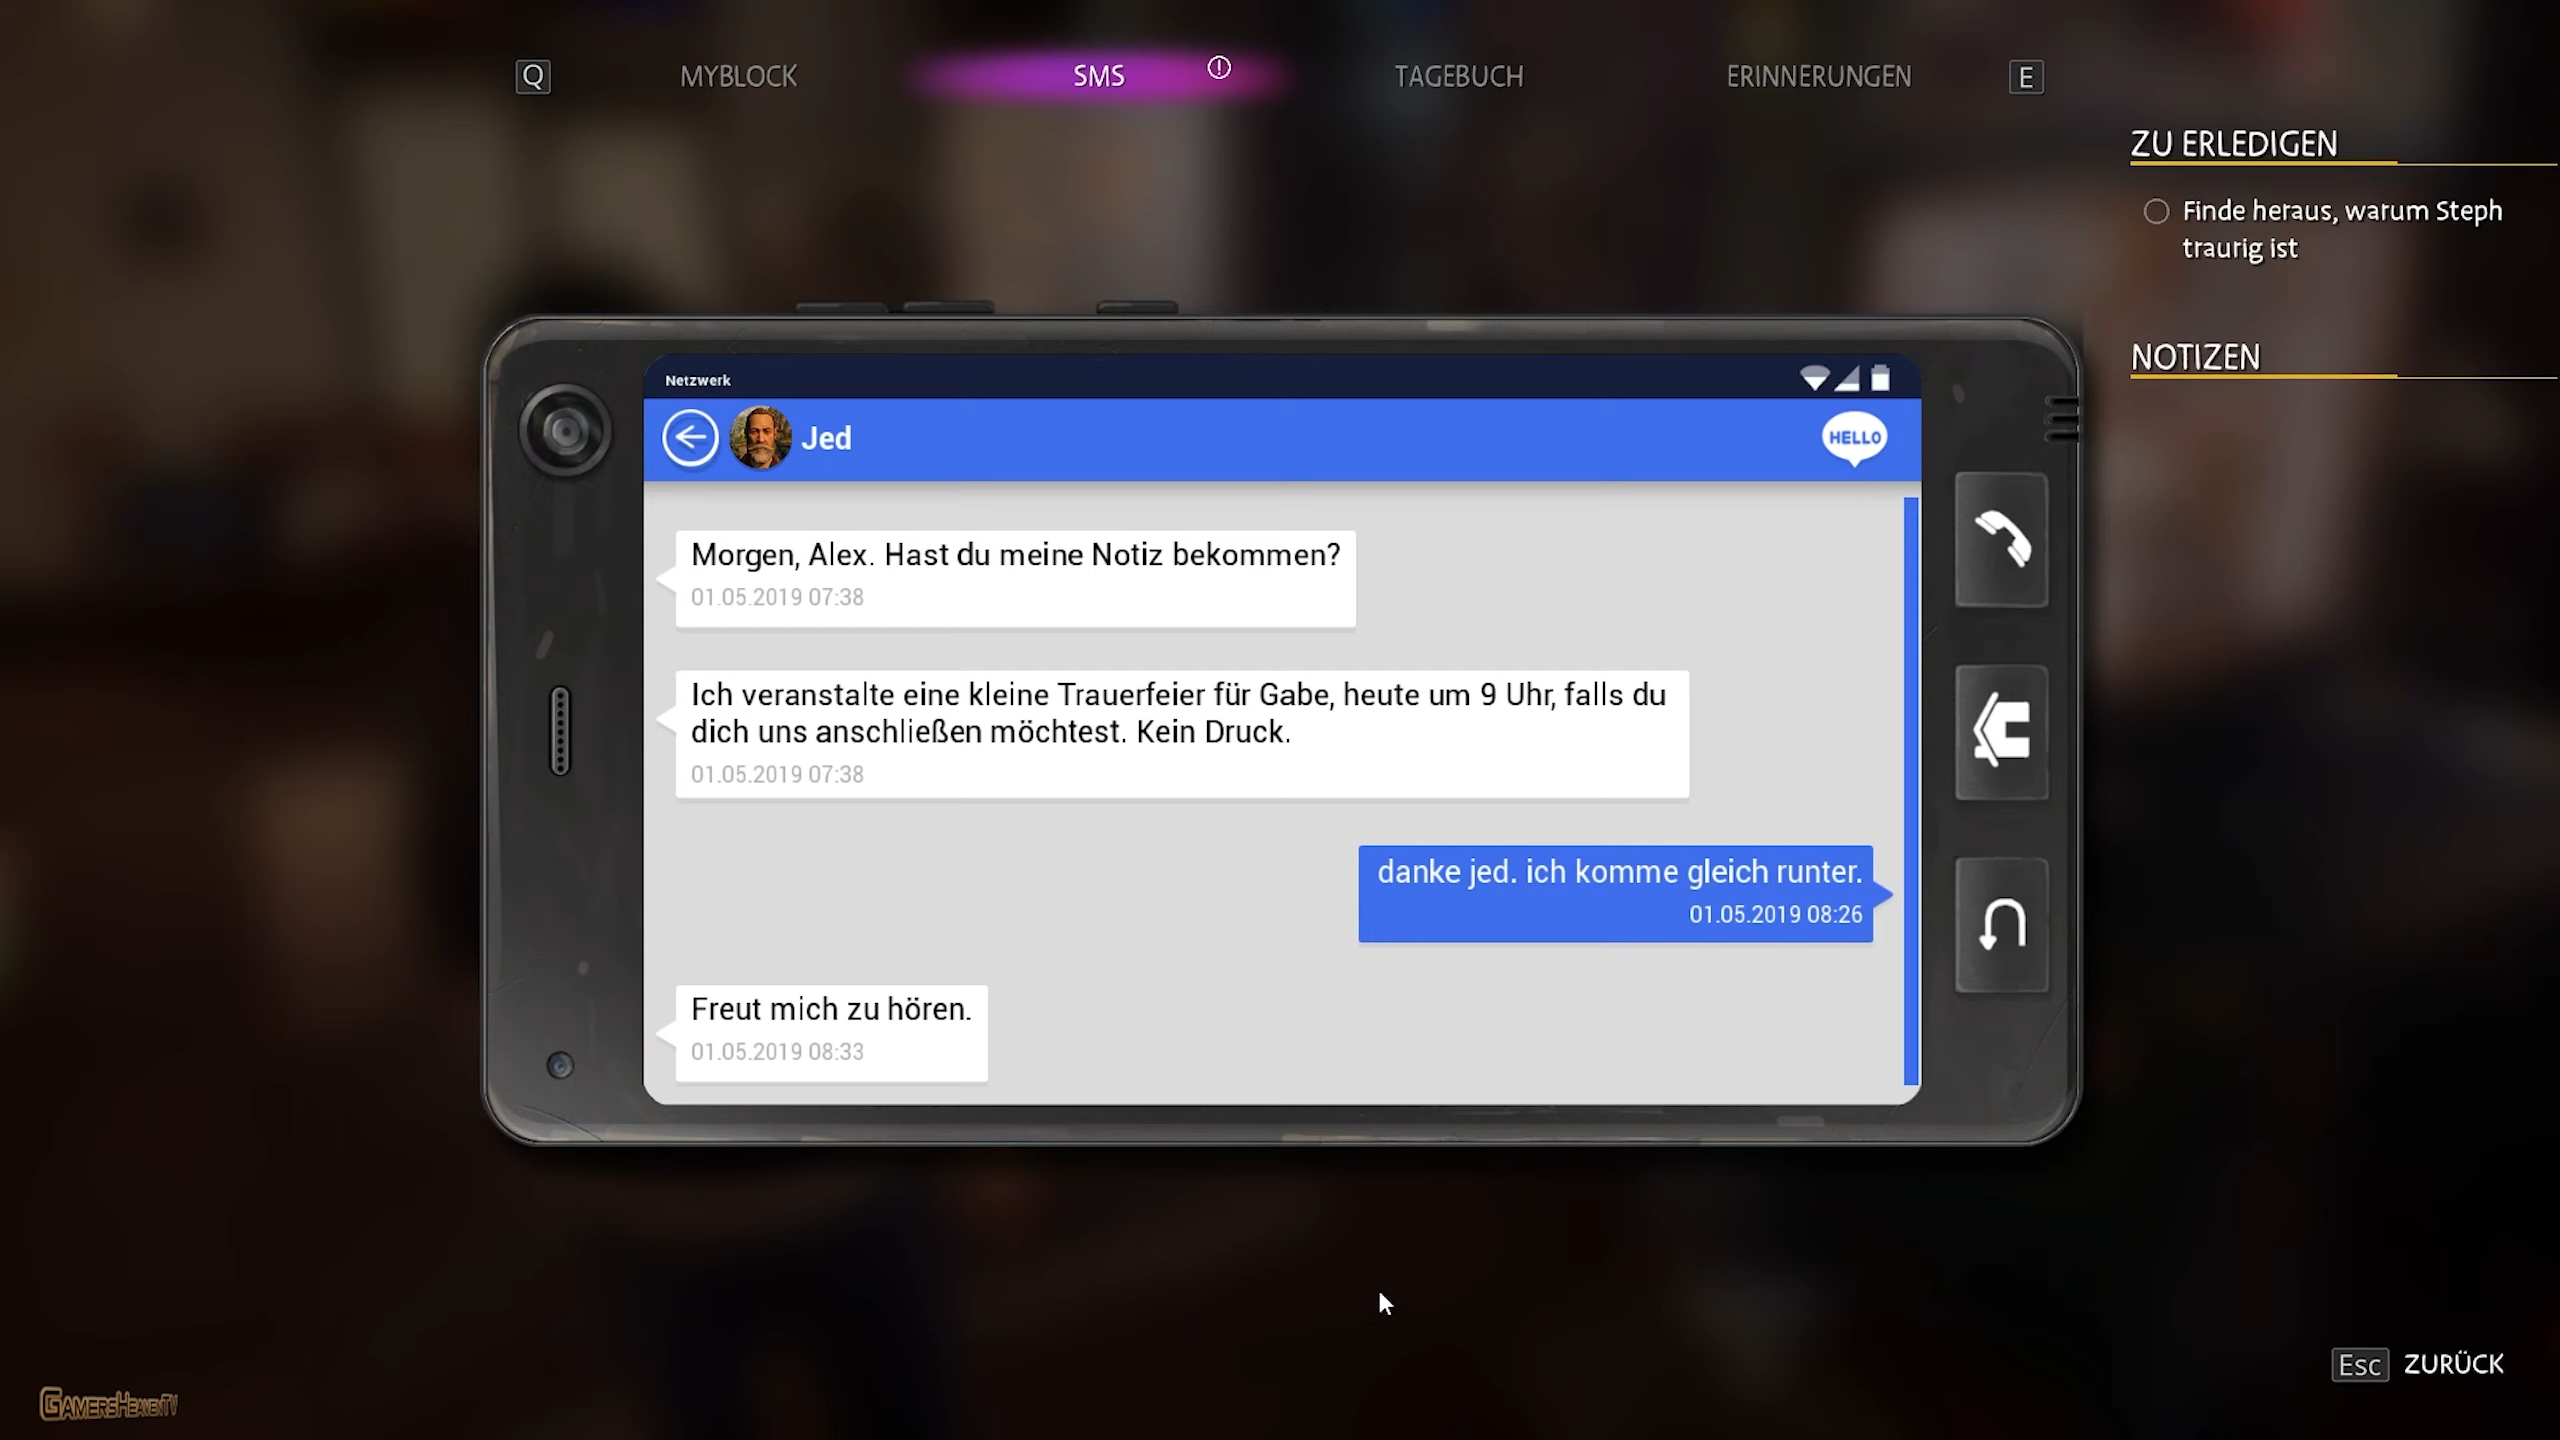 Q MYBLOCK SMS TAGEBUCH ERINNERUNGEN E
ZU ERLEDIGEN
Finde heraus, warum Steph
traurig ist
NOTIZEN
Netzwerk
Jed
HELLO
Morgen, Alex. Hast du meine Notiz bekommen?
01.05.2019 07:38
Ich veranstalte eine kleine Trauerfeier für Gabe, heute um 9 Uhr, falls du
dich uns anschließen möchtest. Kein Druck.
01.05.2019 07:38
danke jed. ich komme gleich runter.
01.05.2019 08:26
Freut mich zu hören.
01.05.2019 08:33
Esc ZURÜCK
GAMERSHEAVENTV